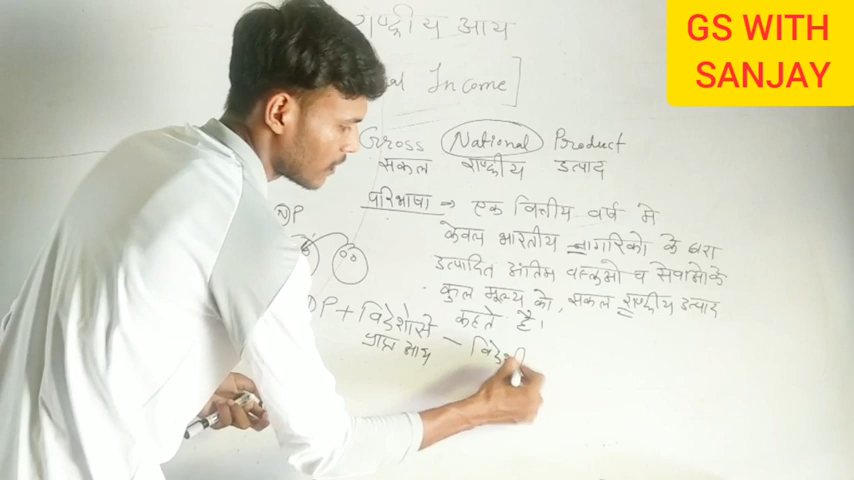 GS WITH
SANJAY
राष्ट्रीय आय
Income]
Gross National Product
सकल राष्ट्रीय उत्पाद
परिभाषा → एक वित्तीय वर्ष मे
केवल भारतीय नागरिको के द्वारा
उत्पादित अंतिम वस्तुओ व सेवाओ के
कुल मूल्य को, सकल राष्ट्रीय उत्पाद
कहते है।
NP
DP + विदेशो से
प्राप्त आय – विदेशी